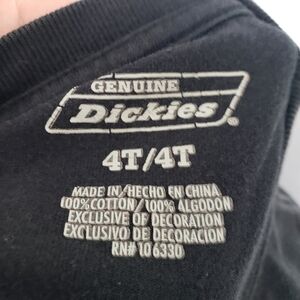 GENUINE
Dickies
4T/4T
MADE IN/HECHO EN CHINA
100%COTTON/100% ALGODON
EXCLUSIVE OF DECORATION
EXCLUSIVO DE DECORACION
RN# 106330